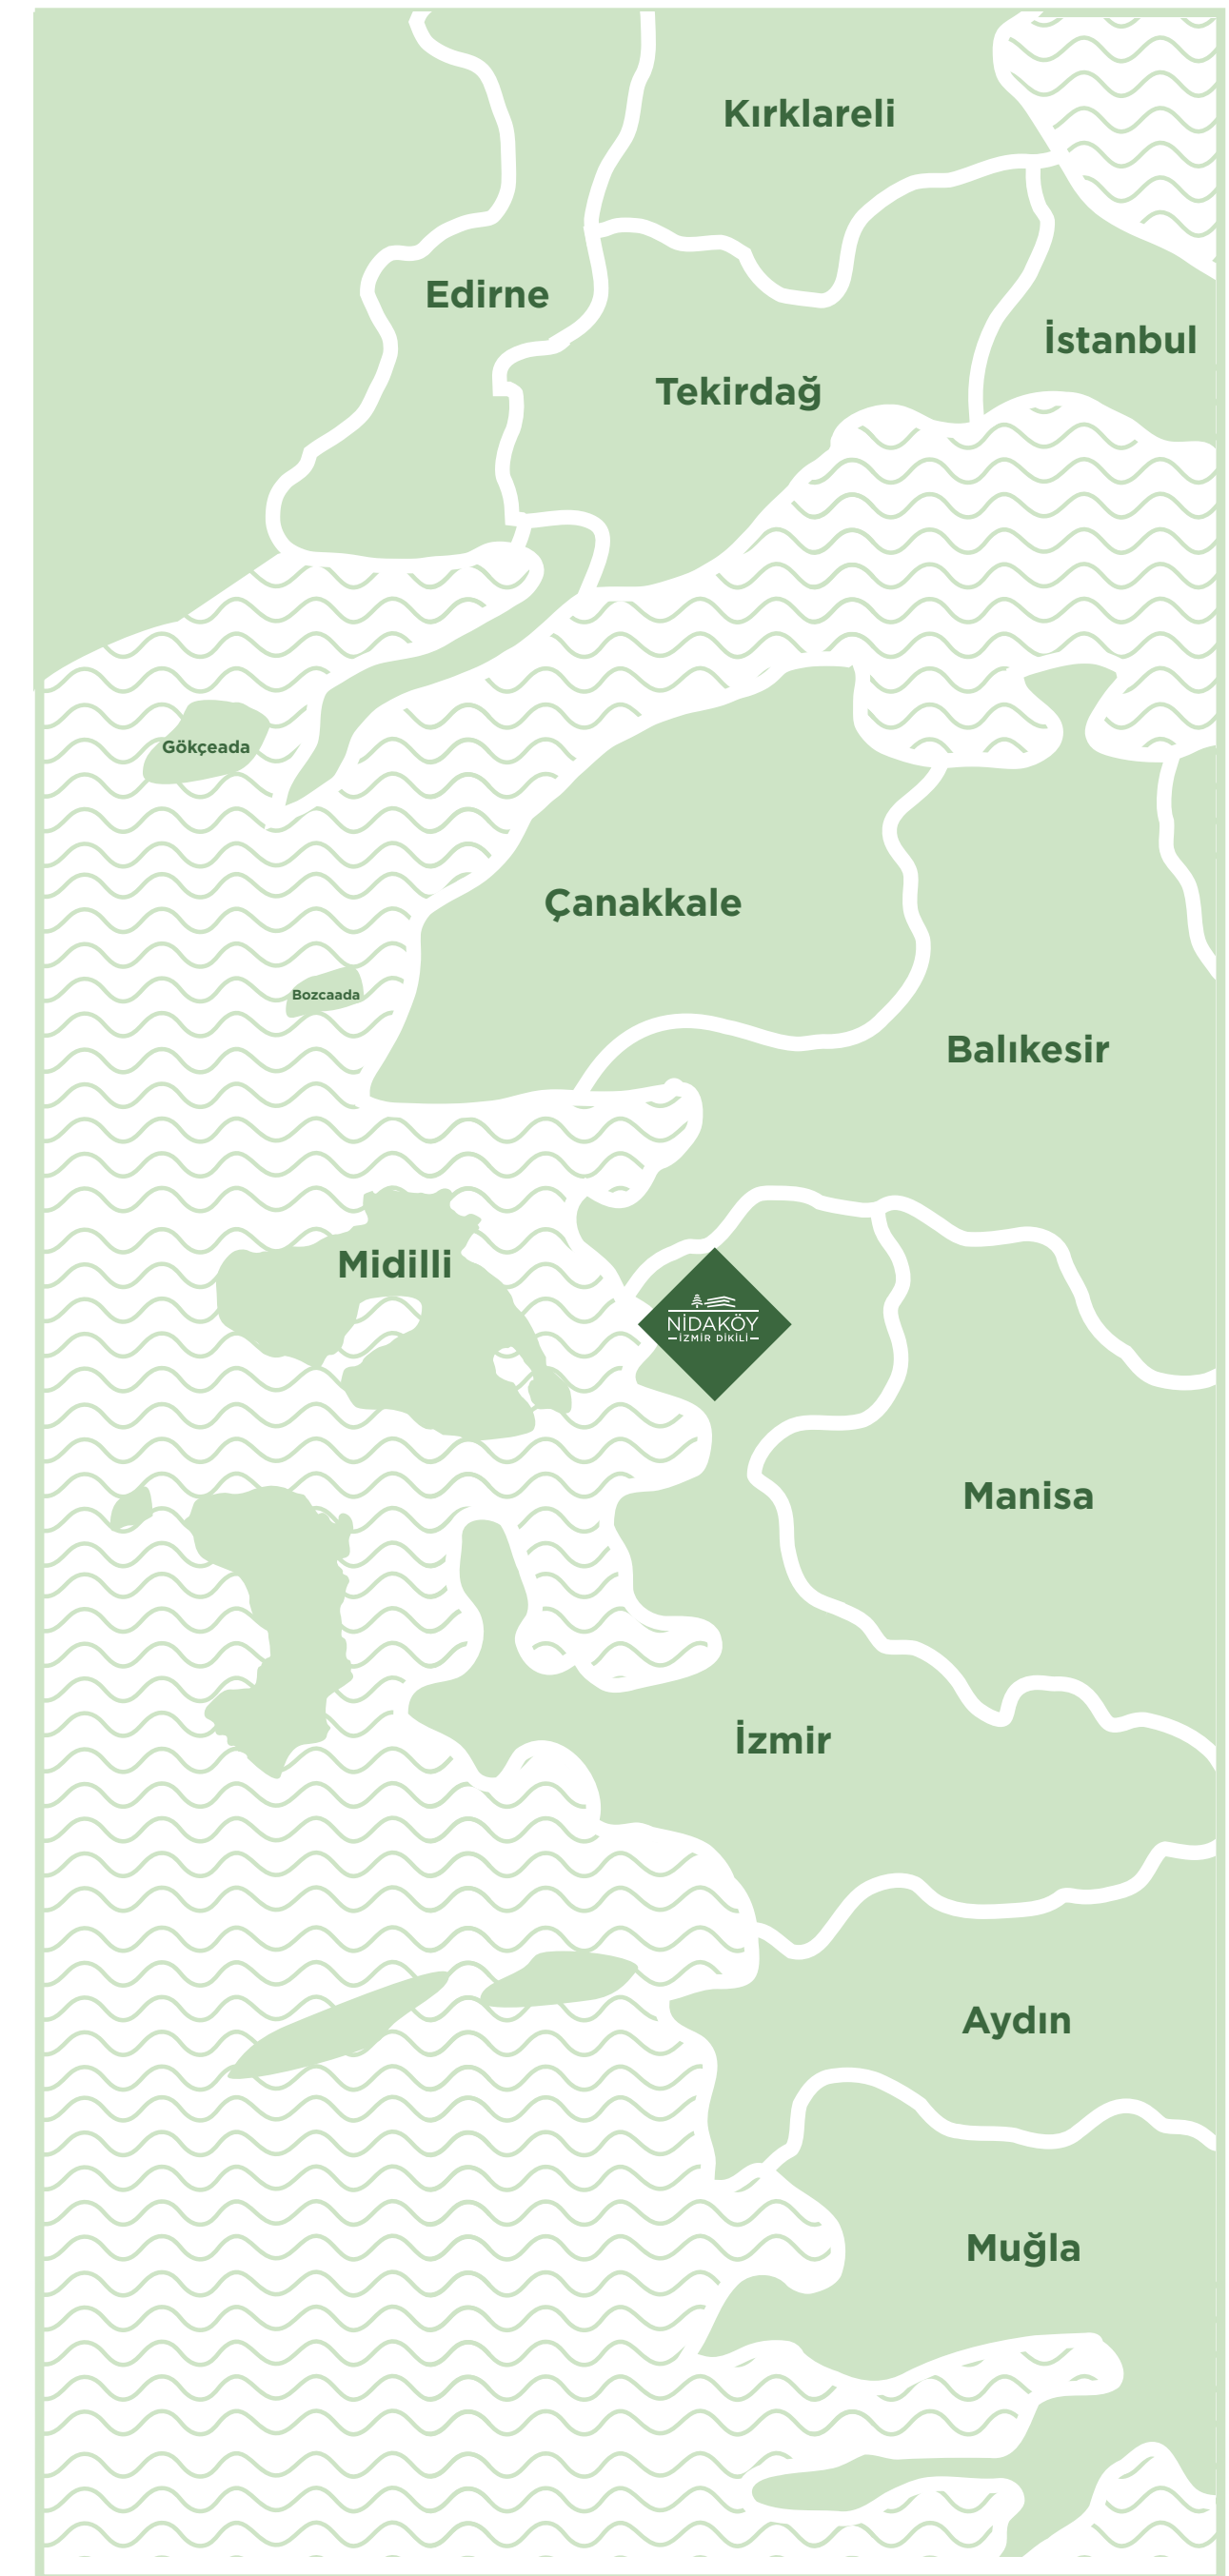 Kırklareli
Edirne
İstanbul
Tekirdağ
Gökçeada
Çanakkale
Bozcaada
Balıkesir
Midilli
NİDAKÖY
İZMİR DİKİLİ
Manisa
İzmir
Aydın
Muğla